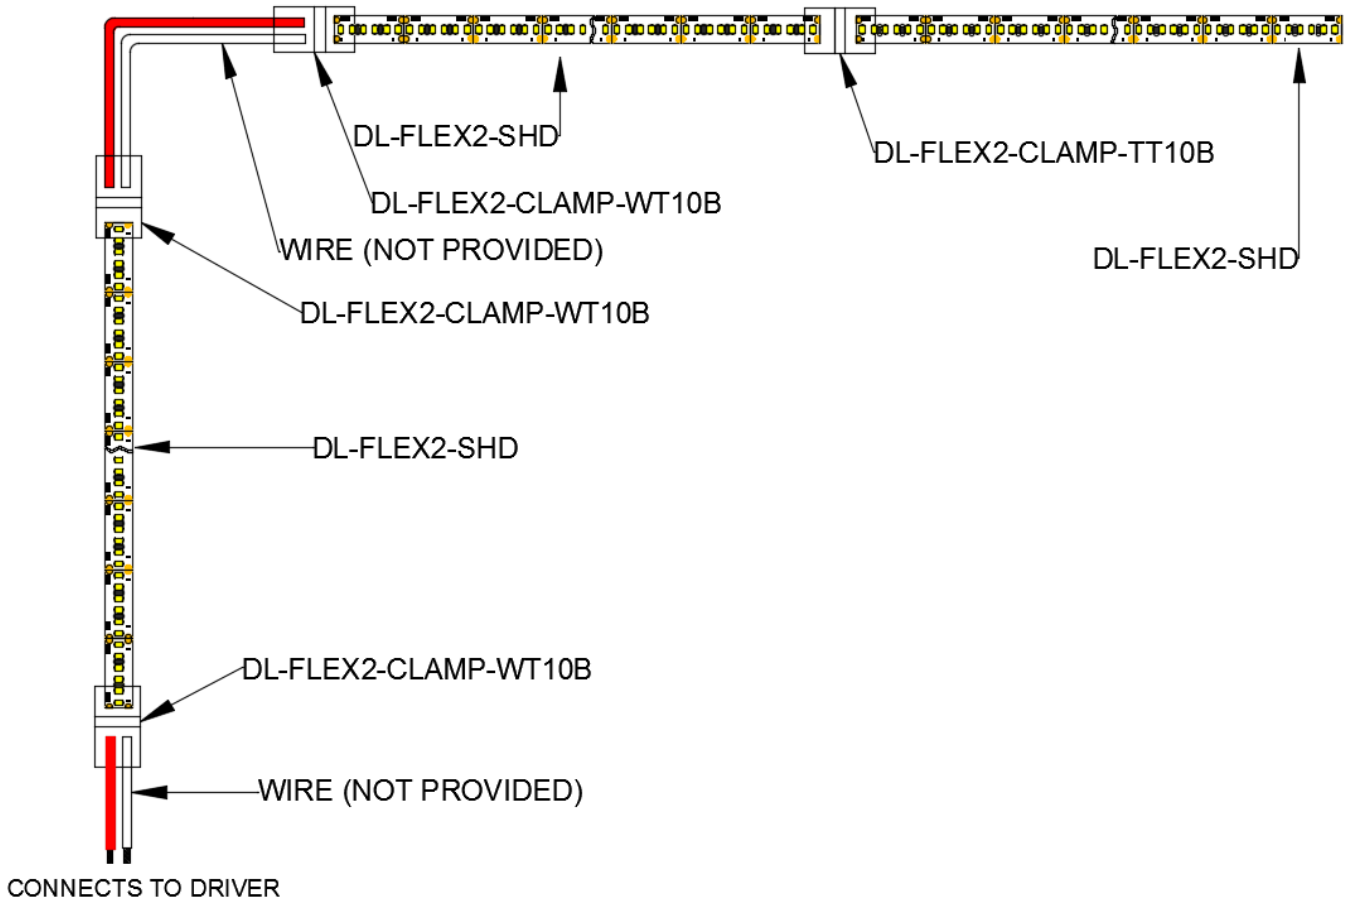 DL-FLEX2-SHD
DL-FLEX2-CLAMP-TT10B
DL-FLEX2-CLAMP-WT10B
WIRE (NOT PROVIDED)
DL-FLEX2-SHD
DL-FLEX2-CLAMP-WT10B
DL-FLEX2-SHD
DL-FLEX2-CLAMP-WT10B
WIRE (NOT PROVIDED)
CONNECTS TO DRIVER